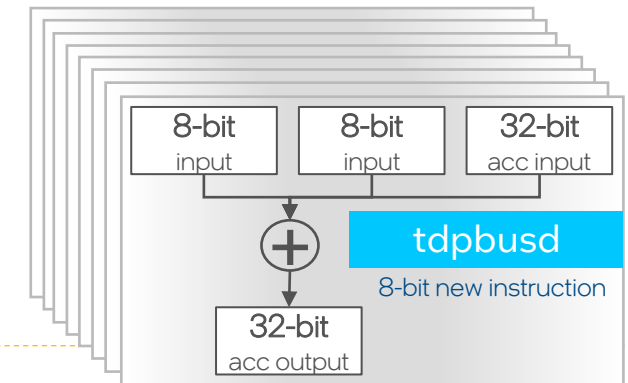 8-bit
input
8-bit
input
32-bit
acc input
tdpbusd
8-bit new instruction
32-bit
acc output